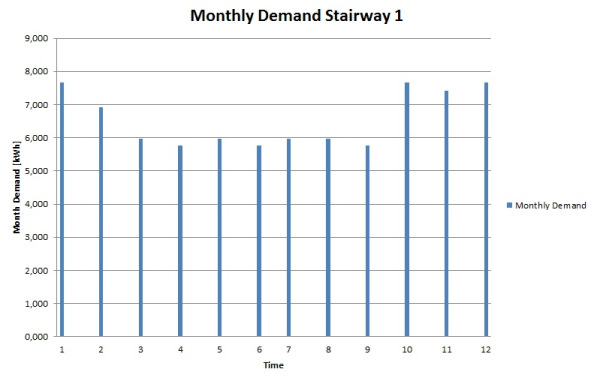 Monthly Demand Stairway 1
9,000
8,000
7,000
6,000
5,000
4,000
3,000
2,000
1,000
0,000
Month Demand [kWh]
1 2 3 4 5 6 7 8 9 10 11 12
Time
Monthly Demand